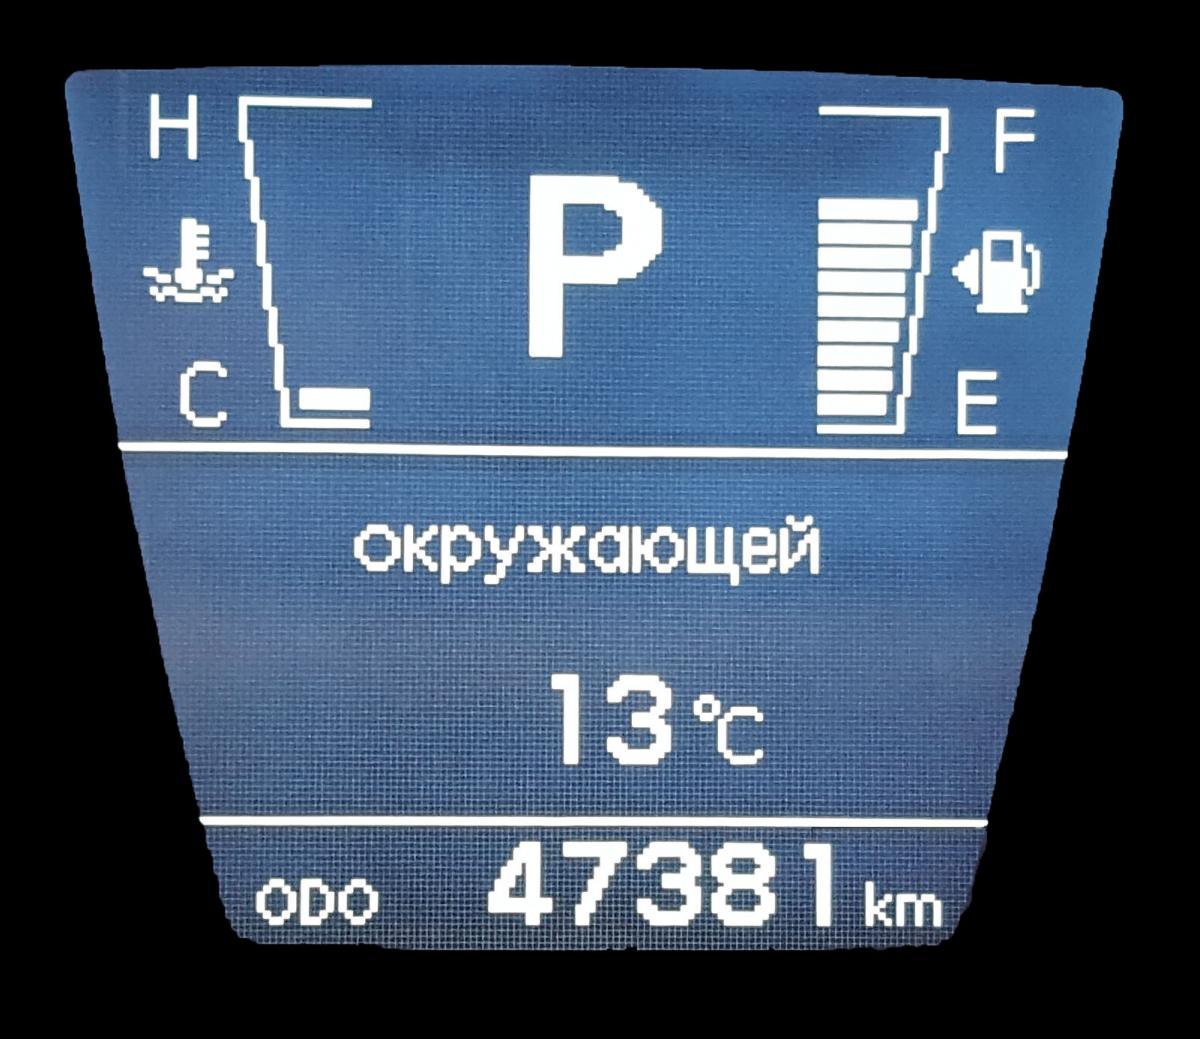 H P F
C E
окружающей
13 °C
ODO 47381 km